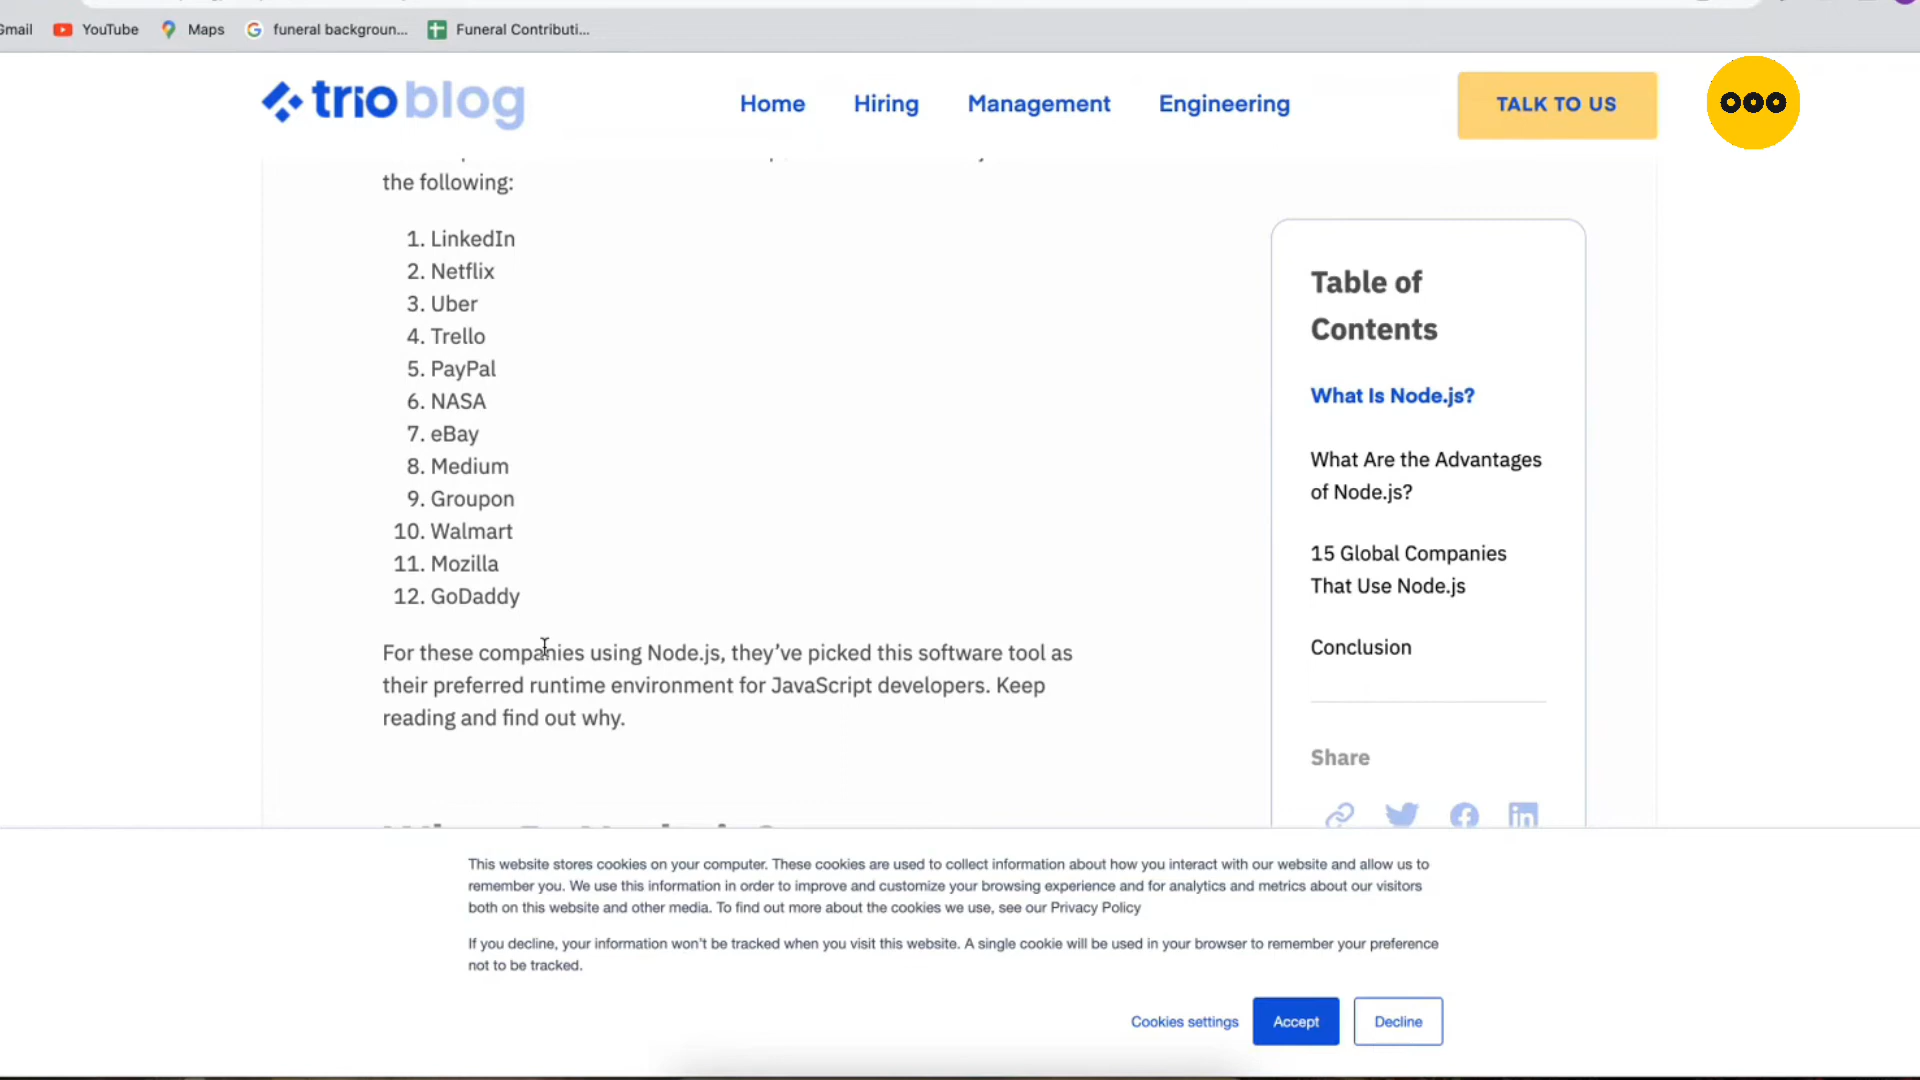 Gmail YouTube Maps funeral backgroun... Funeral Contributi...
trio blog
Home Hiring Management Engineering
TALK TO US
the following:
1. LinkedIn
2. Netflix
3. Uber
4. Trello
5. PayPal
6. NASA
7. eBay
8. Medium
9. Groupon
10. Walmart
11. Mozilla
12. GoDaddy
For these companies using Node.js, they’ve picked this software tool as
their preferred runtime environment for JavaScript developers. Keep
reading and find out why.
Table of
Contents
What Is Node.js?
What Are the Advantages
of Node.js?
15 Global Companies
That Use Node.js
Conclusion
Share
This website stores cookies on your computer. These cookies are used to collect information about how you interact with our website and allow us to
remember you. We use this information in order to improve and customize your browsing experience and for analytics and metrics about our visitors
both on this website and other media. To find out more about the cookies we use, see our Privacy Policy
If you decline, your information won’t be tracked when you visit this website. A single cookie will be used in your browser to remember your preference
not to be tracked.
Cookies settings Accept Decline